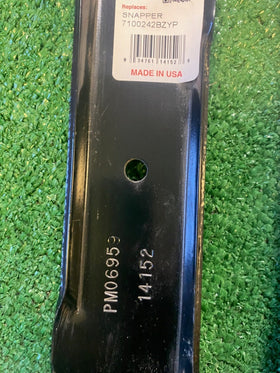 Replaces:
SNAPPER
7100242BZYP
MADE IN USA
PM06959
14152